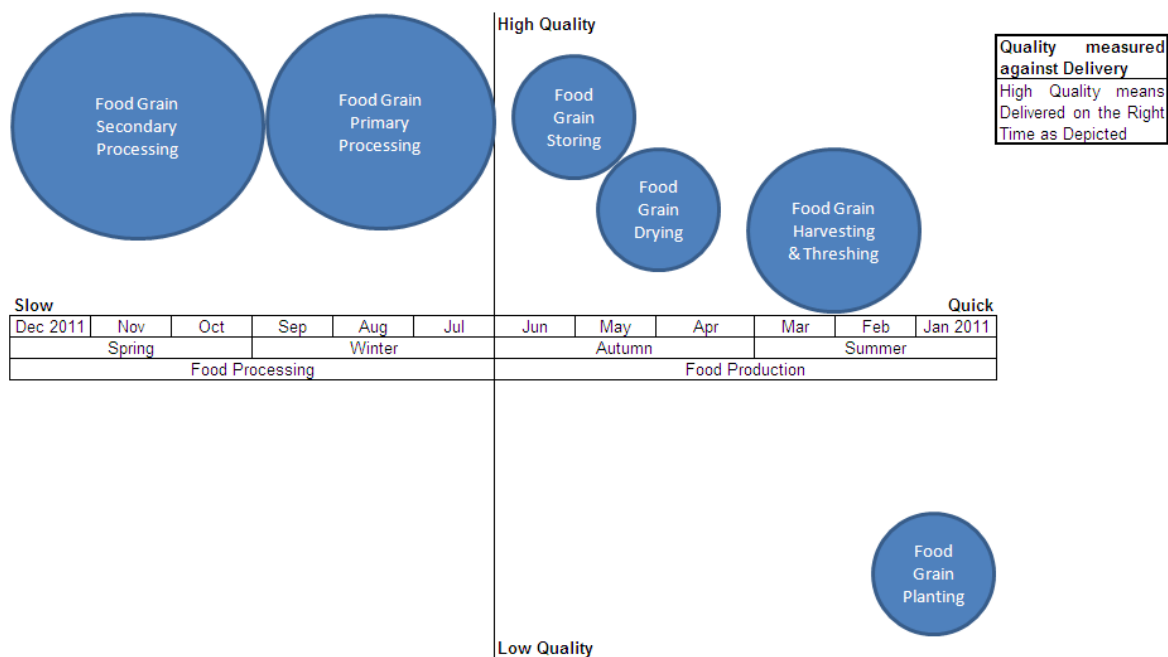 High Quality
Quality measured
against Delivery
High Quality means
Delivered on the Right
Time as Depicted
Food Grain
Secondary
Processing
Food Grain
Primary
Processing
Food
Grain
Storing
Food
Grain
Drying
Food Grain
Harvesting
& Threshing
Slow
Quick
Dec 2011 Nov Oct Sep Aug Jul Jun May Apr Mar Feb Jan 2011
Spring Winter Autumn Summer
Food Processing Food Production
Food
Grain
Planting
Low Quality